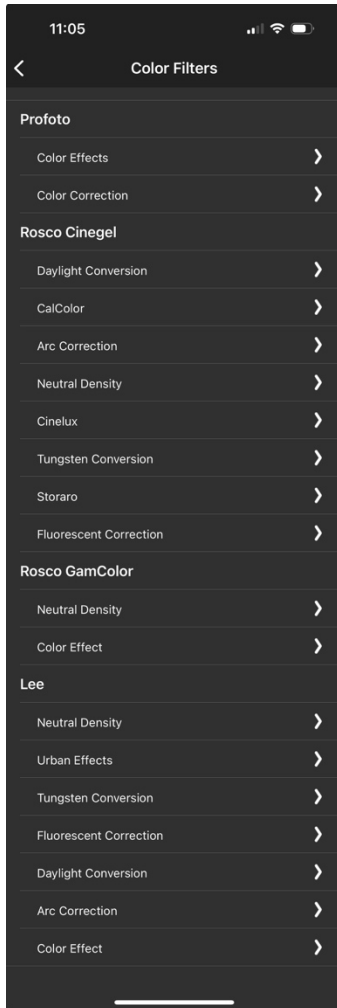 11:05
Color Filters
Profoto
Color Effects
Color Correction
Rosco Cinegel
Daylight Conversion
CalColor
Arc Correction
Neutral Density
Cinelux
Tungsten Conversion
Storaro
Fluorescent Correction
Rosco GamColor
Neutral Density
Color Effect
Lee
Neutral Density
Urban Effects
Tungsten Conversion
Fluorescent Correction
Daylight Conversion
Arc Correction
Color Effect